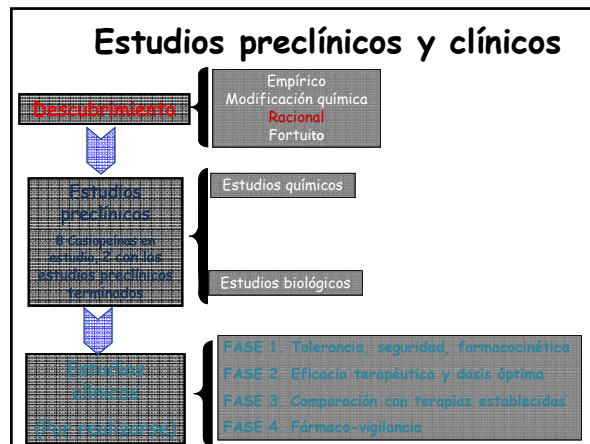 Estudios preclínicos y clínicos
Descubrimiento
Empírico
Modificación química
Racional
Fortuito
Estudios
preclínicos
8 Casiopeinas en
estudio, 2 con los
estudios preclínicos
terminados
Estudios químicos
Estudios biológicos
Estudios
clínicos
(Por realizarse)
FASE 1. Tolerancia, seguridad, farmacocinética
FASE 2. Eficacia terapéutica y dosis óptima
FASE 3. Comparación con terapias establecidas
FASE 4. Fármaco-vigilancia